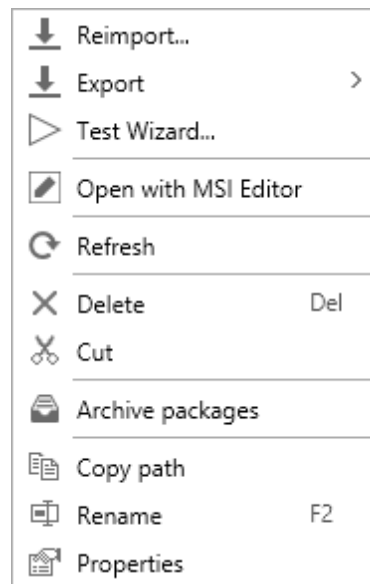 Reimport...
Export
Test Wizard...
Open with MSI Editor
Refresh
Delete Del
Cut
Archive packages
Copy path
Rename F2
Properties